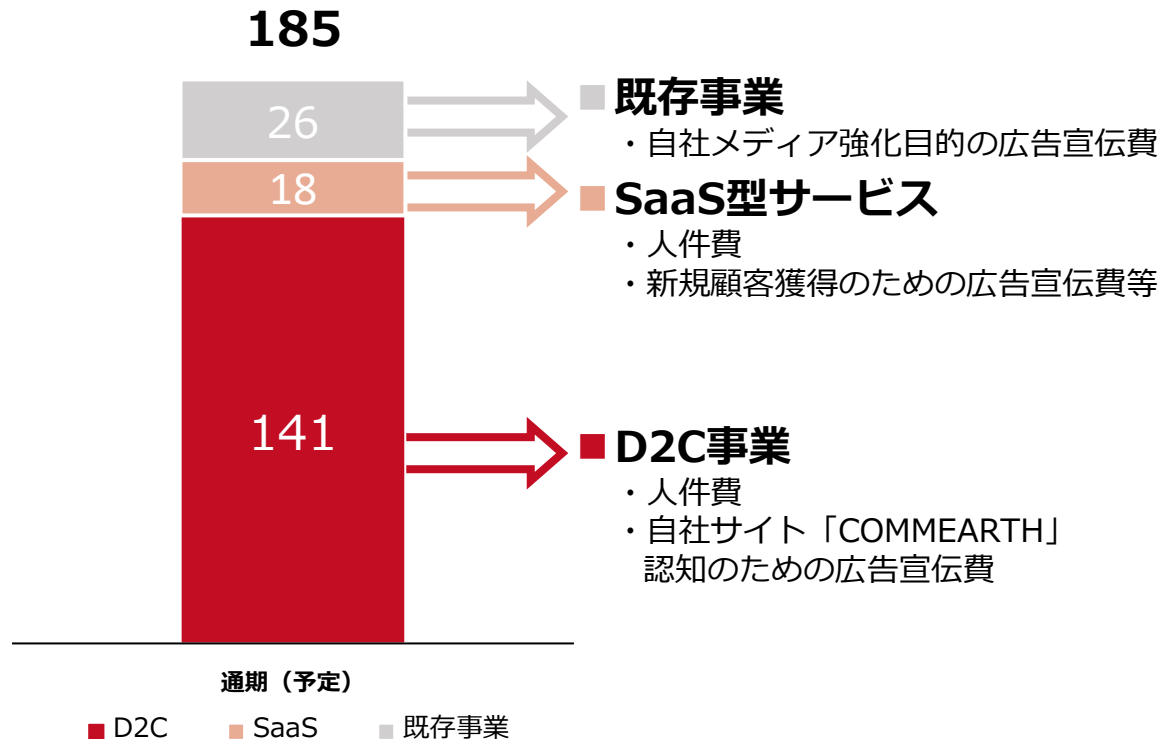 185
26
18
141
■既存事業
・自社メディア強化目的の広告宣伝費
■SaaS型サービス
・人件費
・新規顧客獲得のための広告宣伝費等
■D2C事業
・人件費
・自社サイト「COMMEARTH」
認知のための広告宣伝費
通期（予定）
■D2C ■SaaS ■既存事業